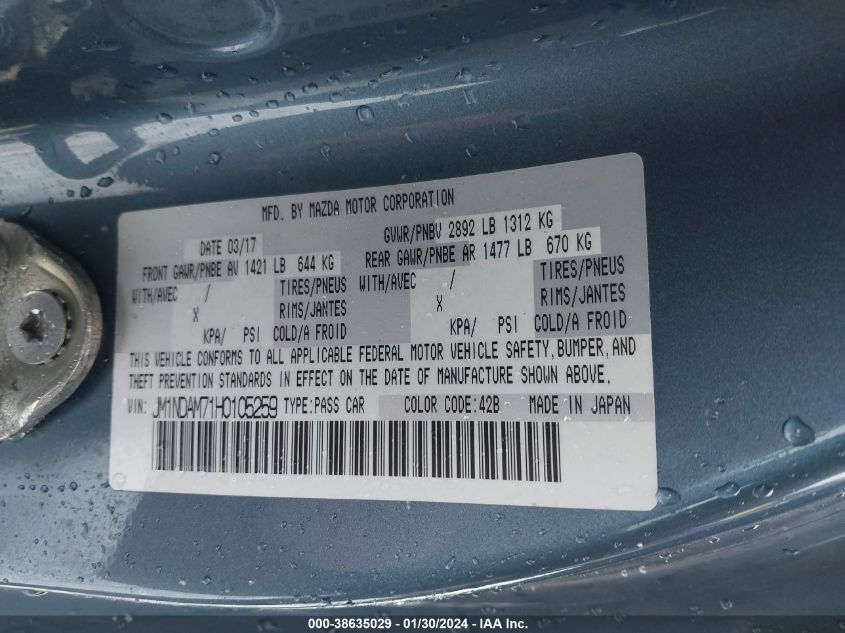 MFD. BY MAZDA MOTOR CORPORATION
DATE 03/17 GVWR/PNBV 2892 LB 1312 KG
FRONT GAWR/PNBE AV 1421 LB 644 KG REAR GAWR/PNBE AR 1477 LB 670 KG
WITH/AVEC / TIRES/PNEUS WITH/AVEC / TIRES/PNEUS
X RIMS/JANTES X RIMS/JANTES
KPA/ PSI COLD/A FROID KPA/ PSI COLD/A FROID
THIS VEHICLE CONFORMS TO ALL APPLICABLE FEDERAL MOTOR VEHICLE SAFETY, BUMPER, AND
THEFT PREVENTION STANDARDS IN EFFECT ON THE DATE OF MANUFACTURE SHOWN ABOVE.
VIN: JM1NDAM71H0105259 TYPE:PASS CAR COLOR CODE:42B MADE IN JAPAN
000-38635029 - 01/30/2024 - IAA Inc.